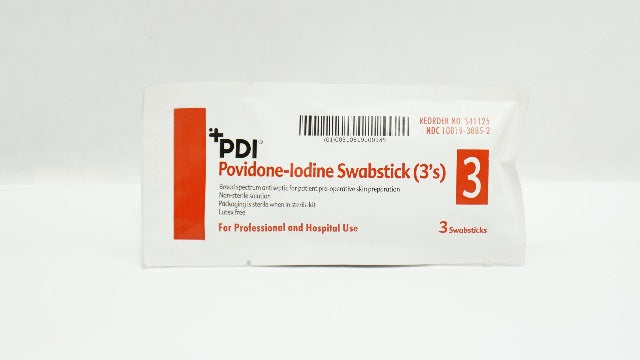 REORDER NO. S41125
NDC 10819-3885-2
PDI®
Povidone-Iodine Swabstick (3's)
3
Broad spectrum antiseptic for patient pre-operative skin preparation
Non-sterile solution
Packaging is sterile when in sterile kit
Latex free
For Professional and Hospital Use
3 Swabsticks